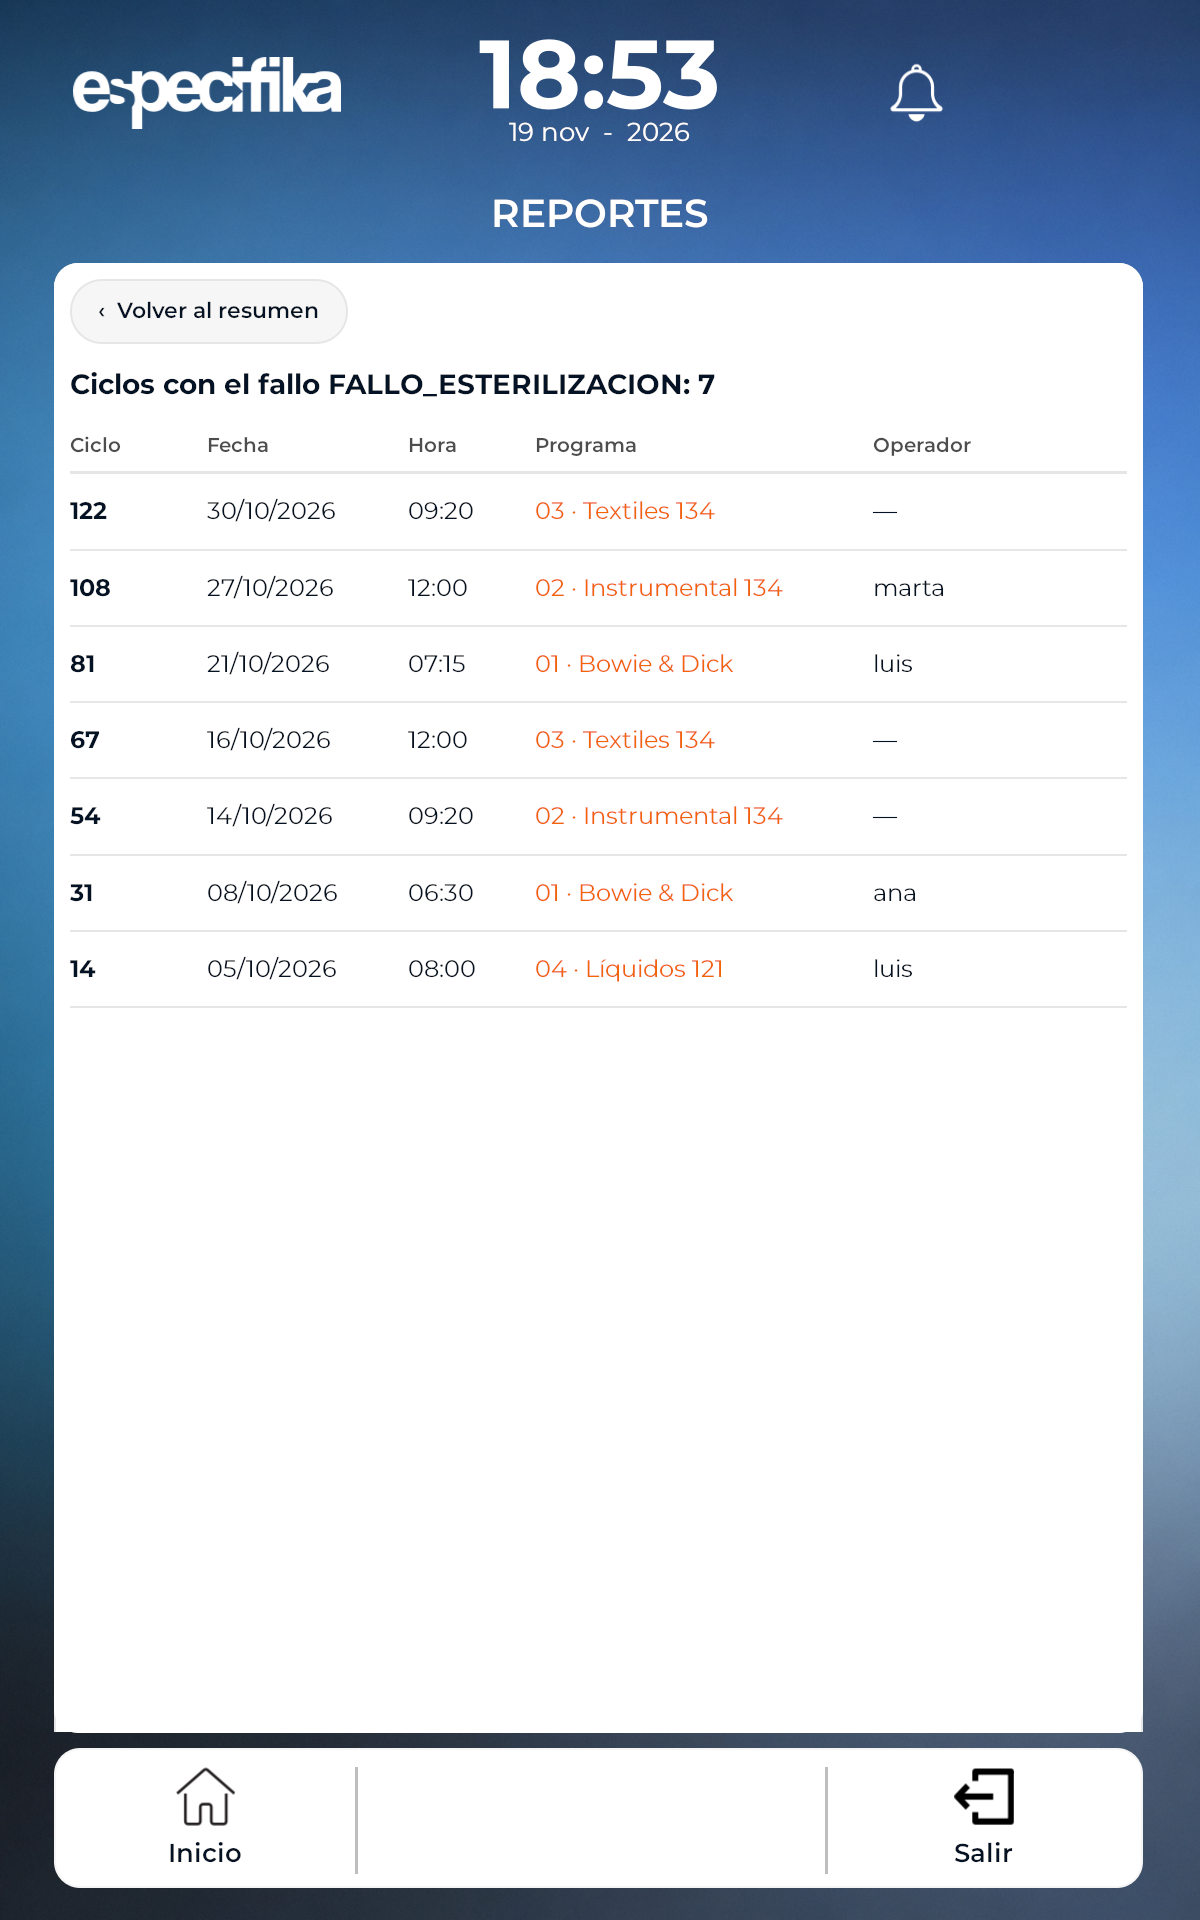 especifika
18:53
19 nov - 2026
REPORTES
‹ Volver al resumen
Ciclos con el fallo FALLO_ESTERILIZACION: 7
Ciclo Fecha Hora Programa Operador
122 30/10/2026 09:20 03 · Textiles 134 —
108 27/10/2026 12:00 02 · Instrumental 134 marta
81 21/10/2026 07:15 01 · Bowie & Dick luis
67 16/10/2026 12:00 03 · Textiles 134 —
54 14/10/2026 09:20 02 · Instrumental 134 —
31 08/10/2026 06:30 01 · Bowie & Dick ana
14 05/10/2026 08:00 04 · Líquidos 121 luis
Inicio Salir